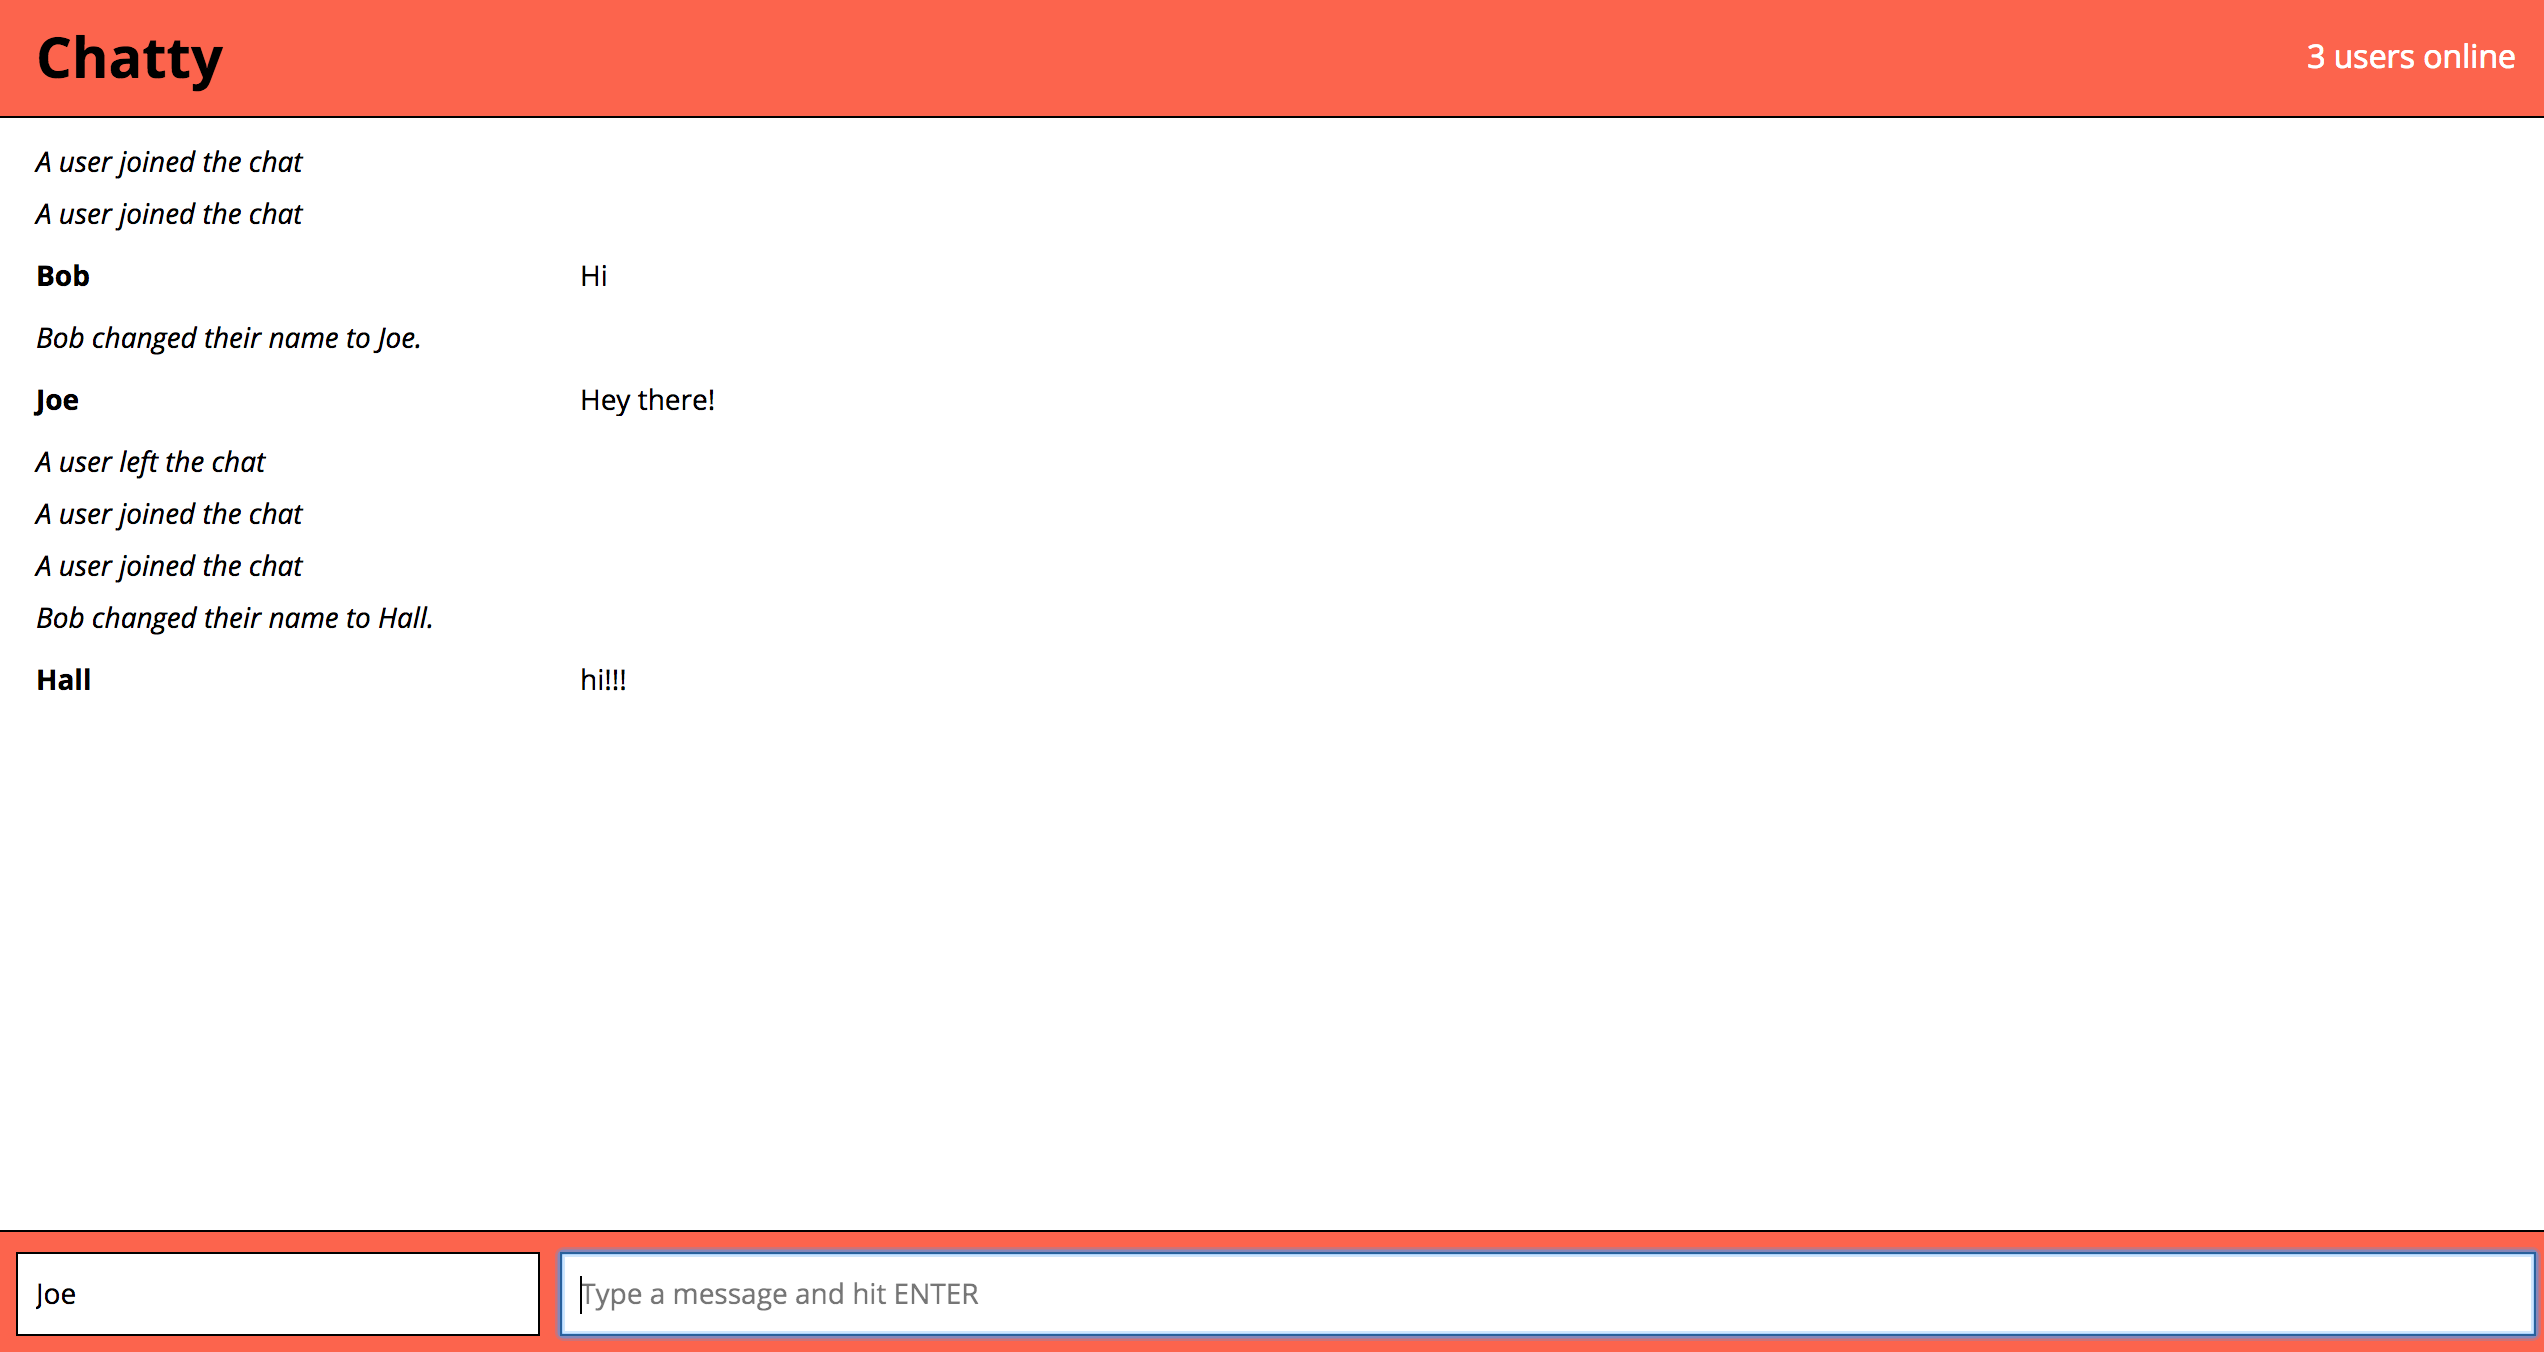 Chatty
3 users online
A user joined the chat
A user joined the chat
Bob Hi
Bob changed their name to Joe.
Joe Hey there!
A user left the chat
A user joined the chat
A user joined the chat
Bob changed their name to Hall.
Hall hi!!!
Joe
Type a message and hit ENTER